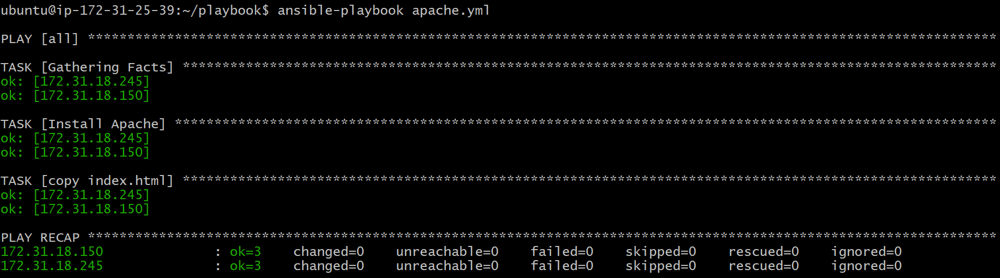 ubuntu@ip-172-31-25-39:~/playbook$ ansible-playbook apache.yml
PLAY [all] *******************************************************************************************************************
TASK [Gathering Facts] *******************************************************************************************************
ok: [172.31.18.245]
ok: [172.31.18.150]
TASK [Install Apache] ********************************************************************************************************
ok: [172.31.18.245]
ok: [172.31.18.150]
TASK [copy index.html] *******************************************************************************************************
ok: [172.31.18.245]
ok: [172.31.18.150]
PLAY RECAP *******************************************************************************************************************
172.31.18.150              : ok=3    changed=0    unreachable=0    failed=0    skipped=0    rescued=0    ignored=0
172.31.18.245              : ok=3    changed=0    unreachable=0    failed=0    skipped=0    rescued=0    ignored=0